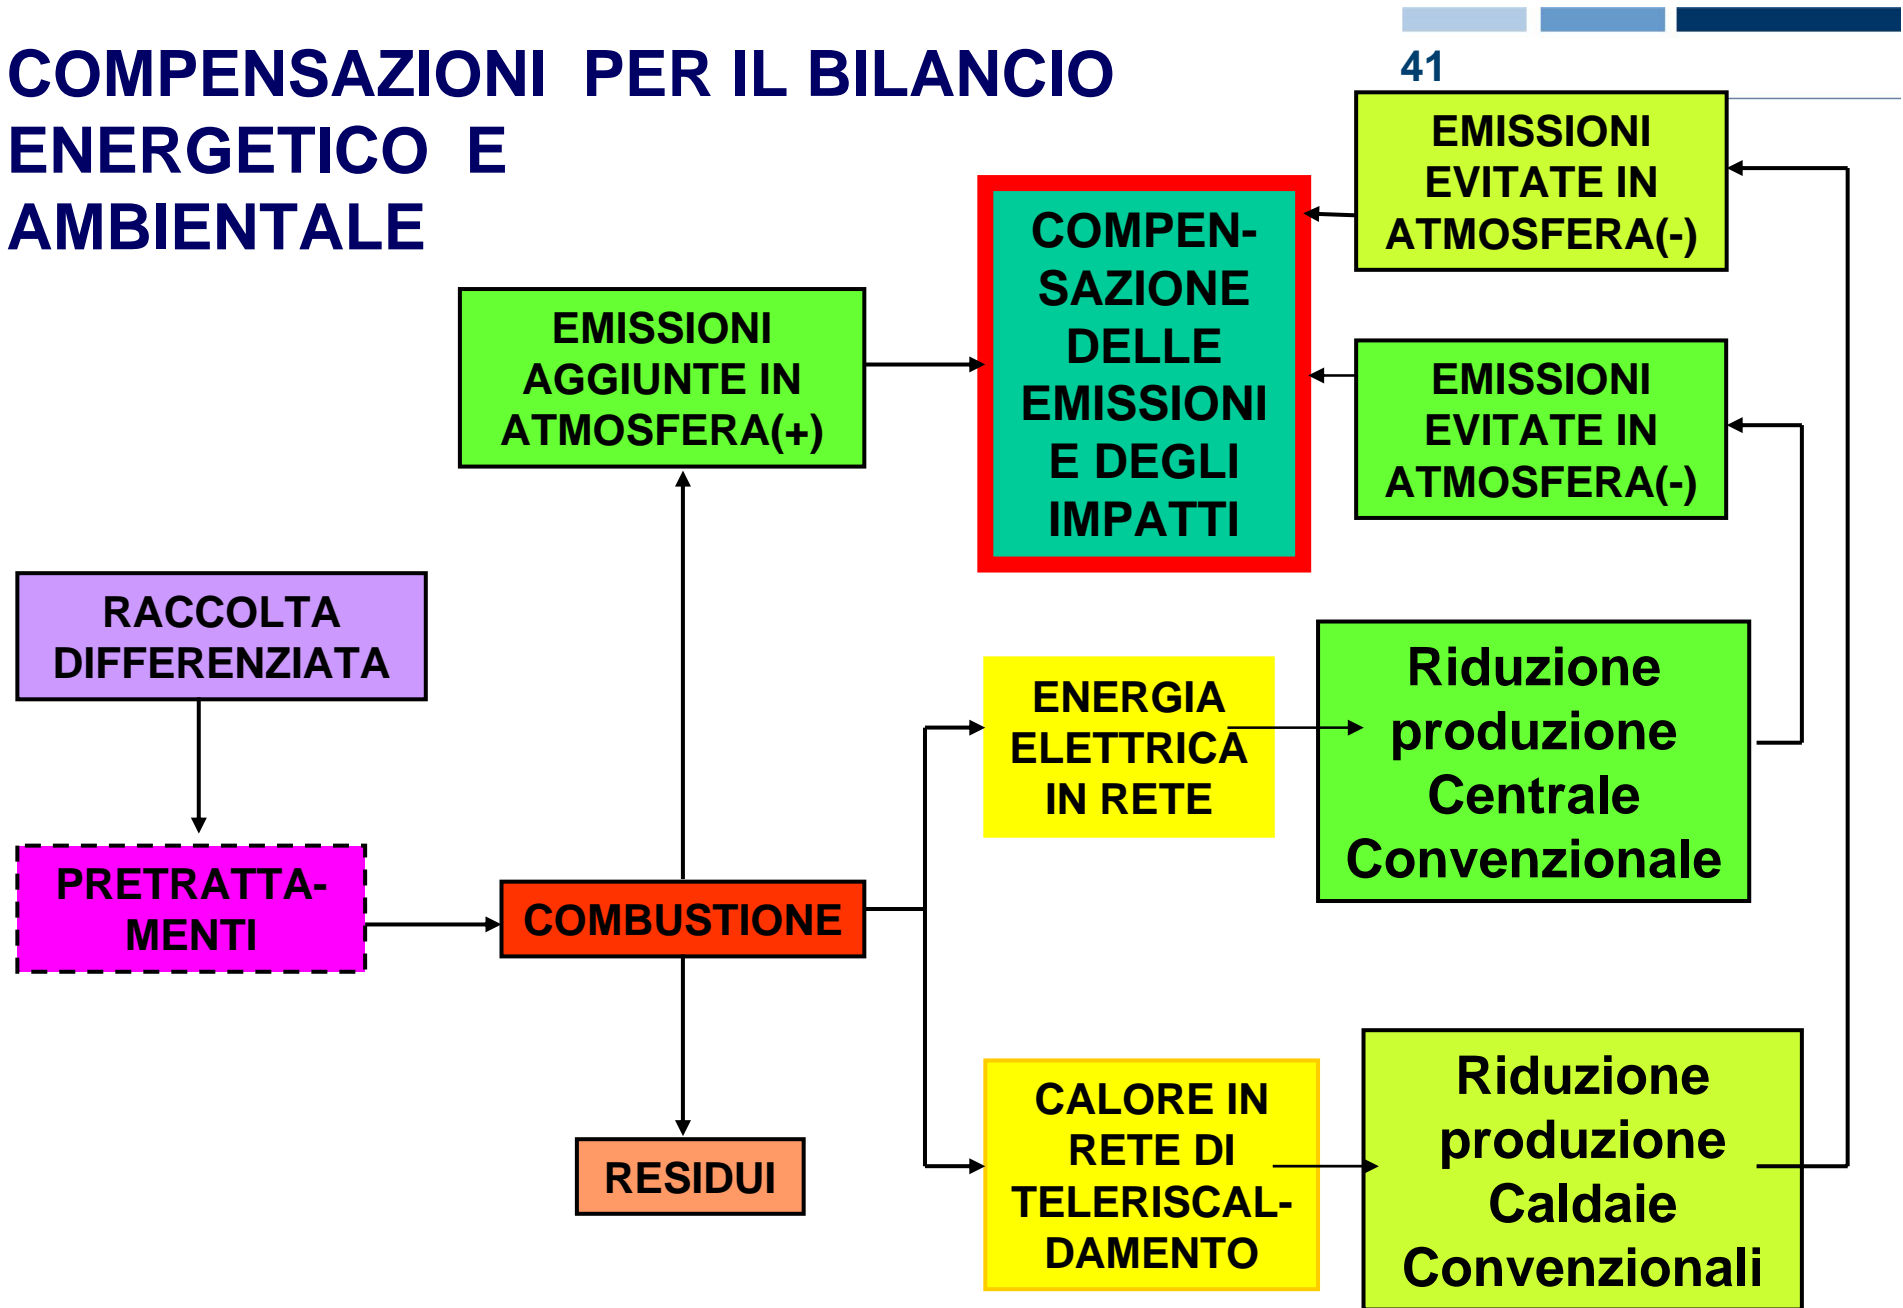 COMPENSAZIONI PER IL BILANCIO
ENERGETICO E
AMBIENTALE
41
EMISSIONI
EVITATE IN
ATMOSFERA(-)
COMPEN-
SAZIONE
DELLE
EMISSIONI
E DEGLI
IMPATTI
EMISSIONI
AGGIUNTE IN
ATMOSFERA(+)
EMISSIONI
EVITATE IN
ATMOSFERA(-)
RACCOLTA
DIFFERENZIATA
ENERGIA
ELETTRICA
IN RETE
Riduzione
produzione
Centrale
Convenzionale
PRETRATTA-
MENTI
COMBUSTIONE
CALORE IN
RETE DI
TELERISCAL-
DAMENTO
Riduzione
produzione
Caldaie
Convenzionali
RESIDUI